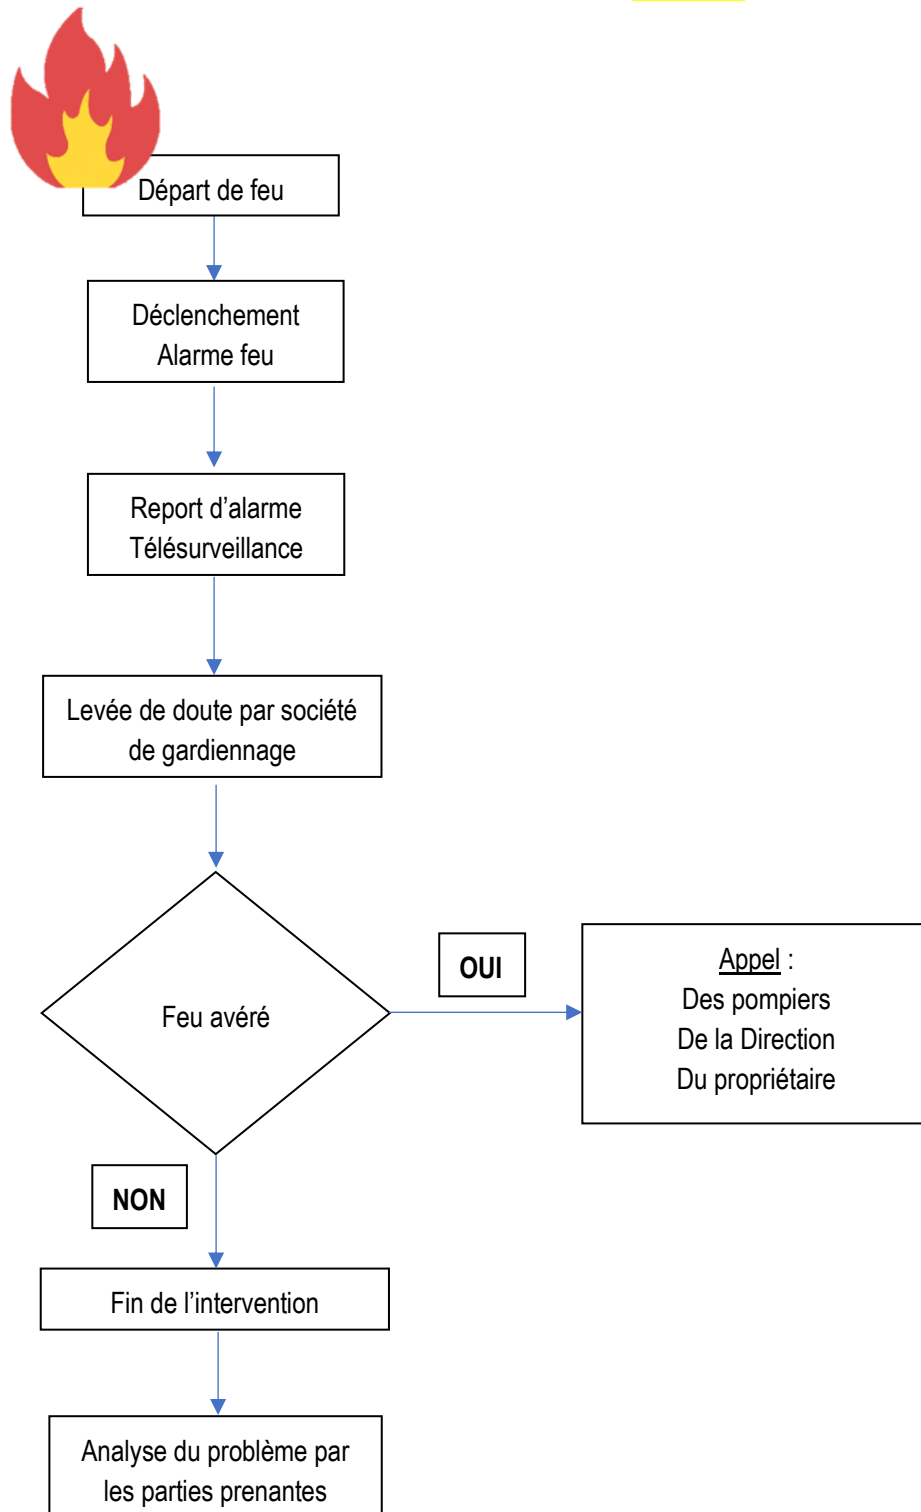 Départ de feu
Déclenchement
Alarme feu
Report d’alarme
Télésurveillance
Levée de doute par société
de gardiennage
Feu avéré
OUI
Appel :
Des pompiers
De la Direction
Du propriétaire
NON
Fin de l’intervention
Analyse du problème par
les parties prenantes